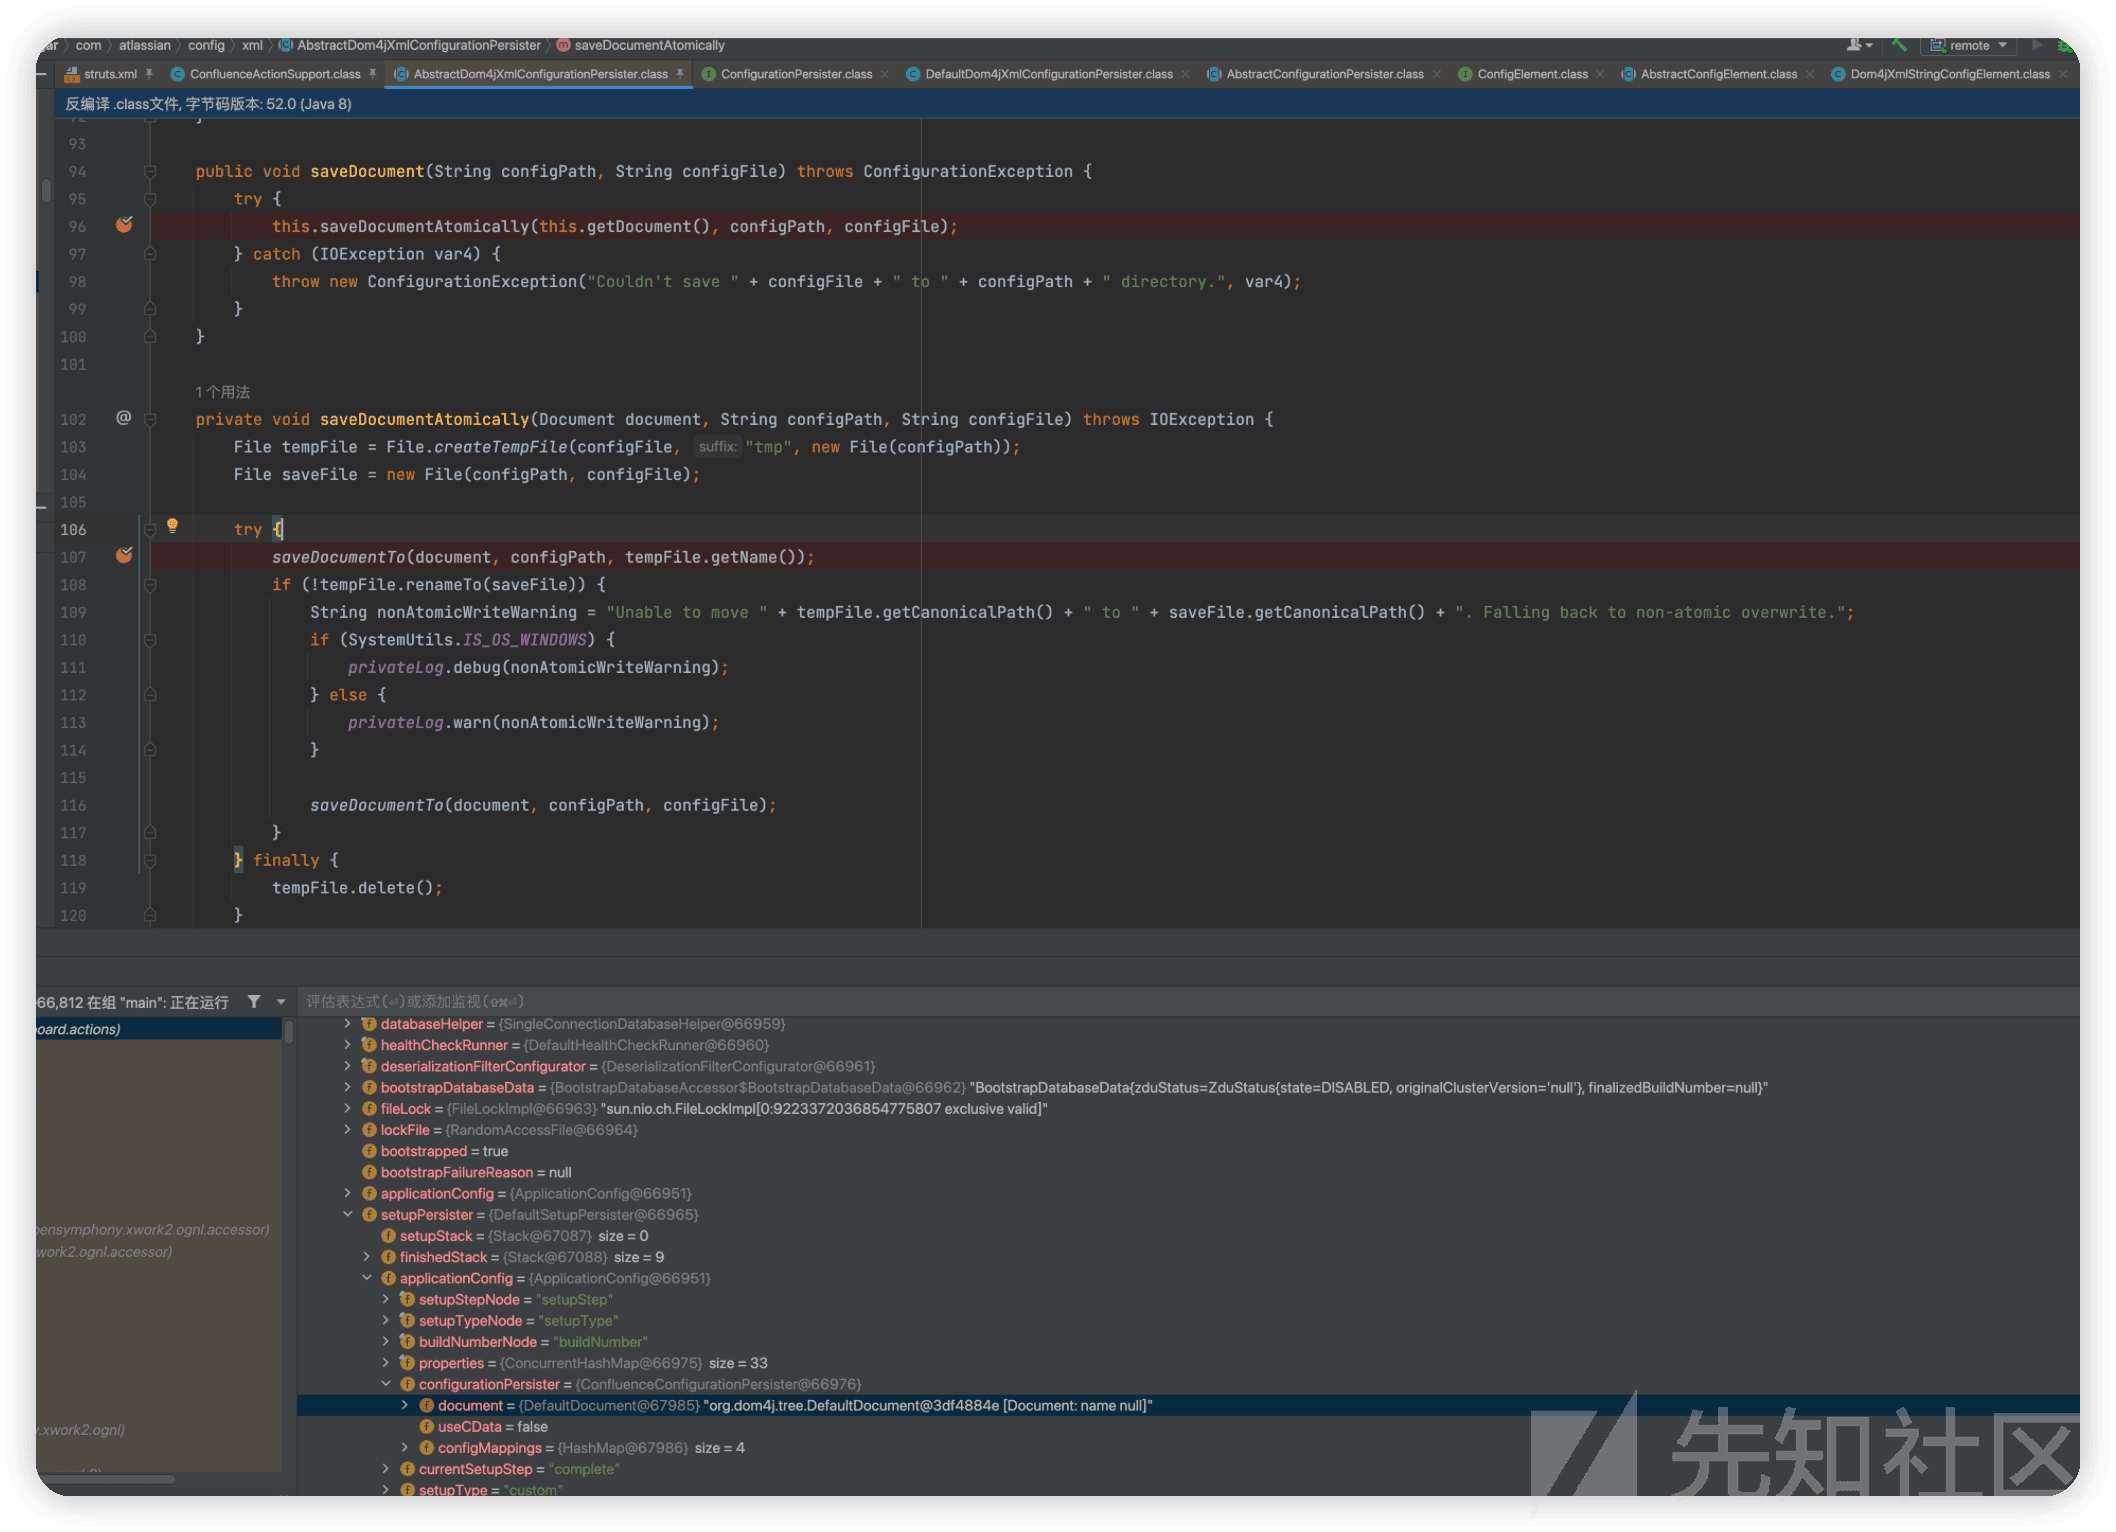 ar com atlassian config xml AbstractDom4jXmlConfigurationPersister saveDocumentAtomically remote
struts.xml ConfluenceActionSupport.class AbstractDom4jXmlConfigurationPersister.class ConfigurationPersister.class DefaultDom4jXmlConfigurationPersister.class AbstractConfigurationPersister.class ConfigElement.class AbstractConfigElement.class Dom4jXmlStringConfigElement.class
反编译 .class文件, 字节码版本: 52.0 (Java 8)
92 }
93
94 public void saveDocument(String configPath, String configFile) throws ConfigurationException {
95 try {
96 this.saveDocumentAtomically(this.getDocument(), configPath, configFile);
97 } catch (IOException var4) {
98 throw new ConfigurationException("Couldn't save " + configFile + " to " + configPath + " directory.", var4);
99 }
100 }
101
1个用法
102 @ private void saveDocumentAtomically(Document document, String configPath, String configFile) throws IOException {
103 File tempFile = File.createTempFile(configFile, suffix: "tmp", new File(configPath));
104 File saveFile = new File(configPath, configFile);
105
106 try {
107 saveDocumentTo(document, configPath, tempFile.getName());
108 if (!tempFile.renameTo(saveFile)) {
109 String nonAtomicWriteWarning = "Unable to move " + tempFile.getCanonicalPath() + " to " + saveFile.getCanonicalPath() + ". Falling back to non-atomic overwrite.";
110 if (SystemUtils.IS_OS_WINDOWS) {
111 privateLog.debug(nonAtomicWriteWarning);
112 } else {
113 privateLog.warn(nonAtomicWriteWarning);
114 }
115
116 saveDocumentTo(document, configPath, configFile);
117 }
118 } finally {
119 tempFile.delete();
120 }
66,812 在组 "main": 正在运行
评估表达式(⏎)或添加监视(⇧⌘⏎)
oard.actions)
ensymphony.xwork2.ognl.accessor)
work2.ognl.accessor)
.xwork2.ognl)
databaseHelper = {SingleConnectionDatabaseHelper@66959}
healthCheckRunner = {DefaultHealthCheckRunner@66960}
deserializationFilterConfigurator = {DeserializationFilterConfigurator@66961}
bootstrapDatabaseData = {BootstrapDatabaseAccessor$BootstrapDatabaseData@66962} "BootstrapDatabaseData{zduStatus=ZduStatus{state=DISABLED, originalClusterVersion='null'}, finalizedBuildNumber=null}"
fileLock = {FileLockImpl@66963} "sun.nio.ch.FileLockImpl[0:9223372036854775807 exclusive valid]"
lockFile = {RandomAccessFile@66964}
bootstrapped = true
bootstrapFailureReason = null
applicationConfig = {ApplicationConfig@66951}
setupPersister = {DefaultSetupPersister@66965}
setupStack = {Stack@67087} size = 0
finishedStack = {Stack@67088} size = 9
applicationConfig = {ApplicationConfig@66951}
setupStepNode = "setupStep"
setupTypeNode = "setupType"
buildNumberNode = "buildNumber"
properties = {ConcurrentHashMap@66975} size = 33
configurationPersister = {ConfluenceConfigurationPersister@66976}
document = {DefaultDocument@67985} "org.dom4j.tree.DefaultDocument@3df4884e [Document: name null]"
useCData = false
configMappings = {HashMap@67986} size = 4
currentSetupStep = "complete"
setupType = "custom"
先知社区